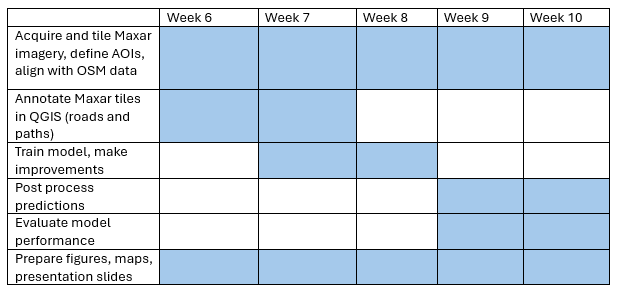 Week 6 Week 7 Week 8 Week 9 Week 10
Acquire and tile Maxar
imagery, define AOIs,
align with OSM data
Annotate Maxar tiles
in QGIS (roads and
paths)
Train model, make
improvements
Post process
predictions
Evaluate model
performance
Prepare figures, maps,
presentation slides